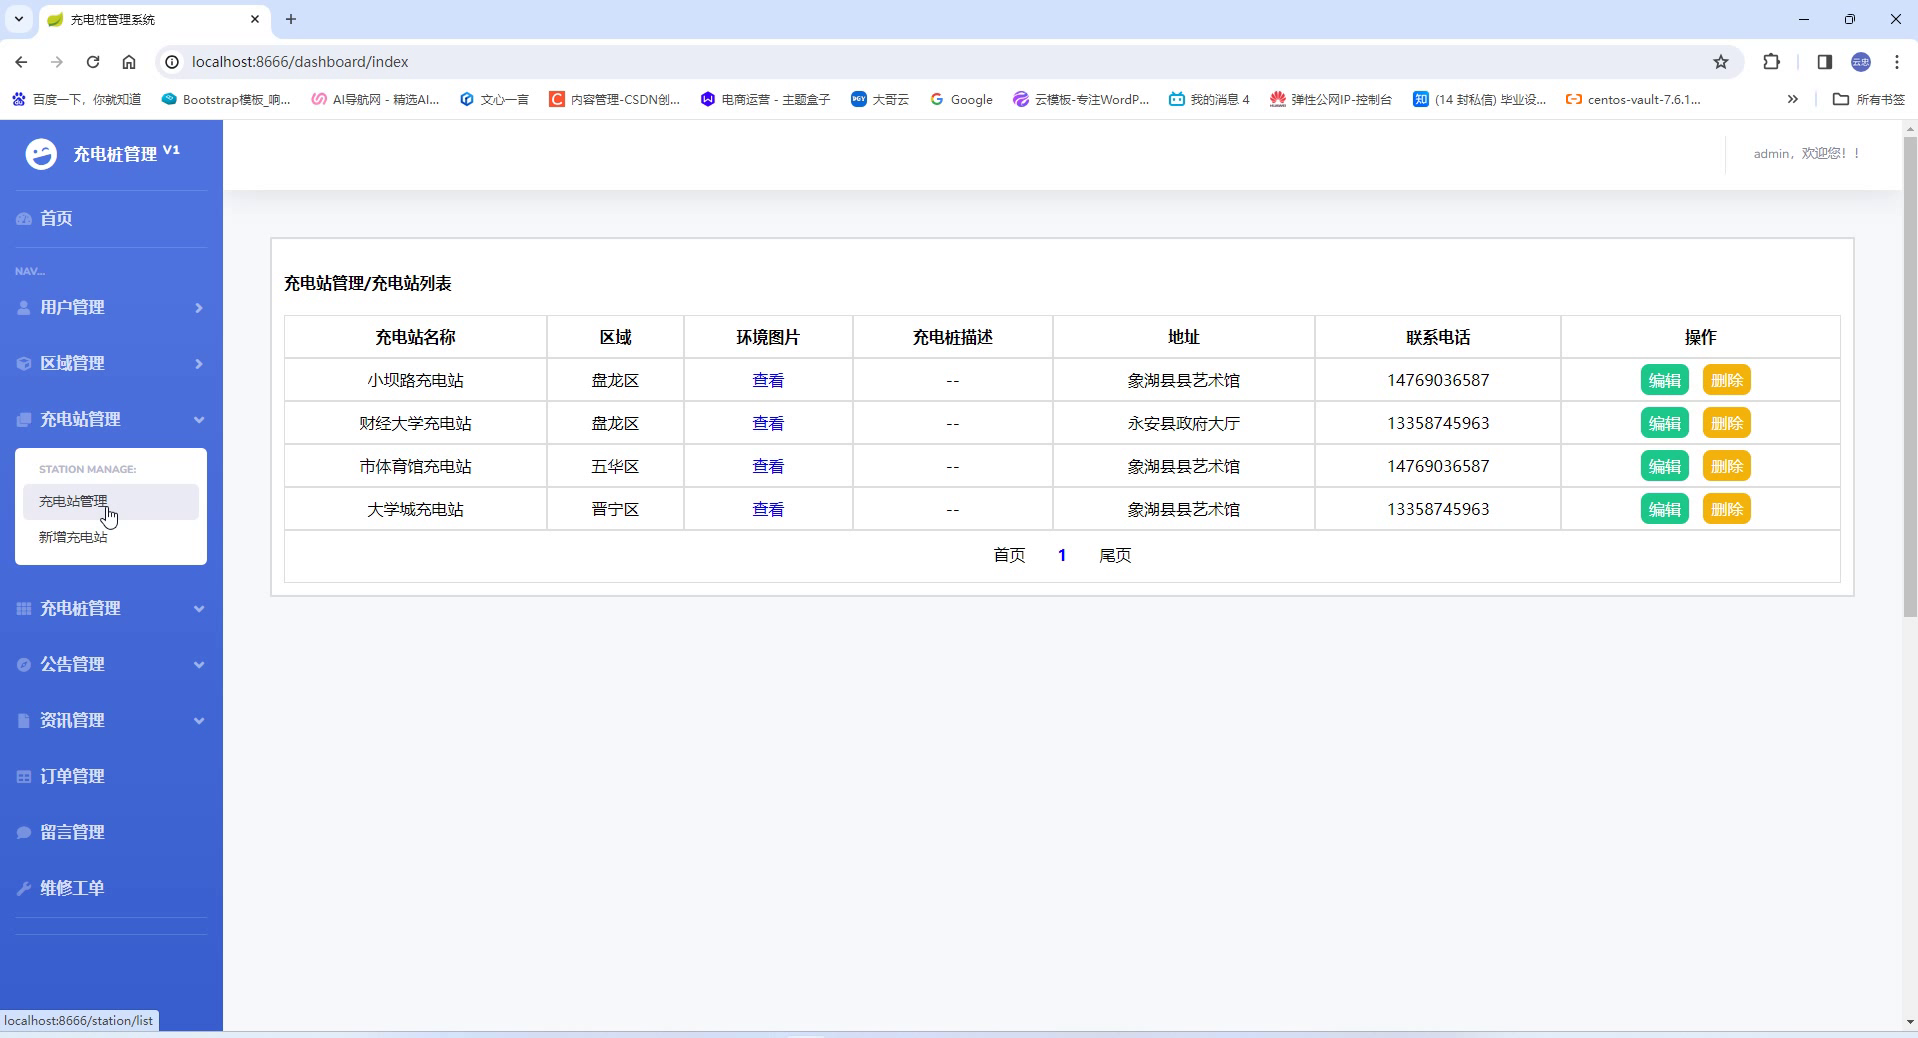 充电桩管理系统
localhost:8666/dashboard/index
百度一下，你就知道
Bootstrap模板_响...
AI导航网 - 精选AI...
文心一言
内容管理-CSDN创...
电商运营 - 主题盒子
大哥云
Google
云模板-专注WordP...
我的消息 4
弹性公网IP-控制台
(14 封私信) 毕业设...
centos-vault-7.6.1...
所有书签
充电桩管理 V1
admin，欢迎您！！
首页
NAV...
用户管理
区域管理
充电站管理
STATION MANAGE:
充电站管理
新增充电站
充电桩管理
公告管理
资讯管理
订单管理
留言管理
维修工单
充电站管理/充电站列表
充电站名称 区域 环境图片 充电桩描述 地址 联系电话 操作
小坝路充电站 盘龙区 查看 -- 象湖县县艺术馆 14769036587 编辑 删除
财经大学充电站 盘龙区 查看 -- 永安县政府大厅 13358745963 编辑 删除
市体育馆充电站 五华区 查看 -- 象湖县县艺术馆 14769036587 编辑 删除
大学城充电站 晋宁区 查看 -- 象湖县县艺术馆 13358745963 编辑 删除
首页 1 尾页
localhost:8666/station/list